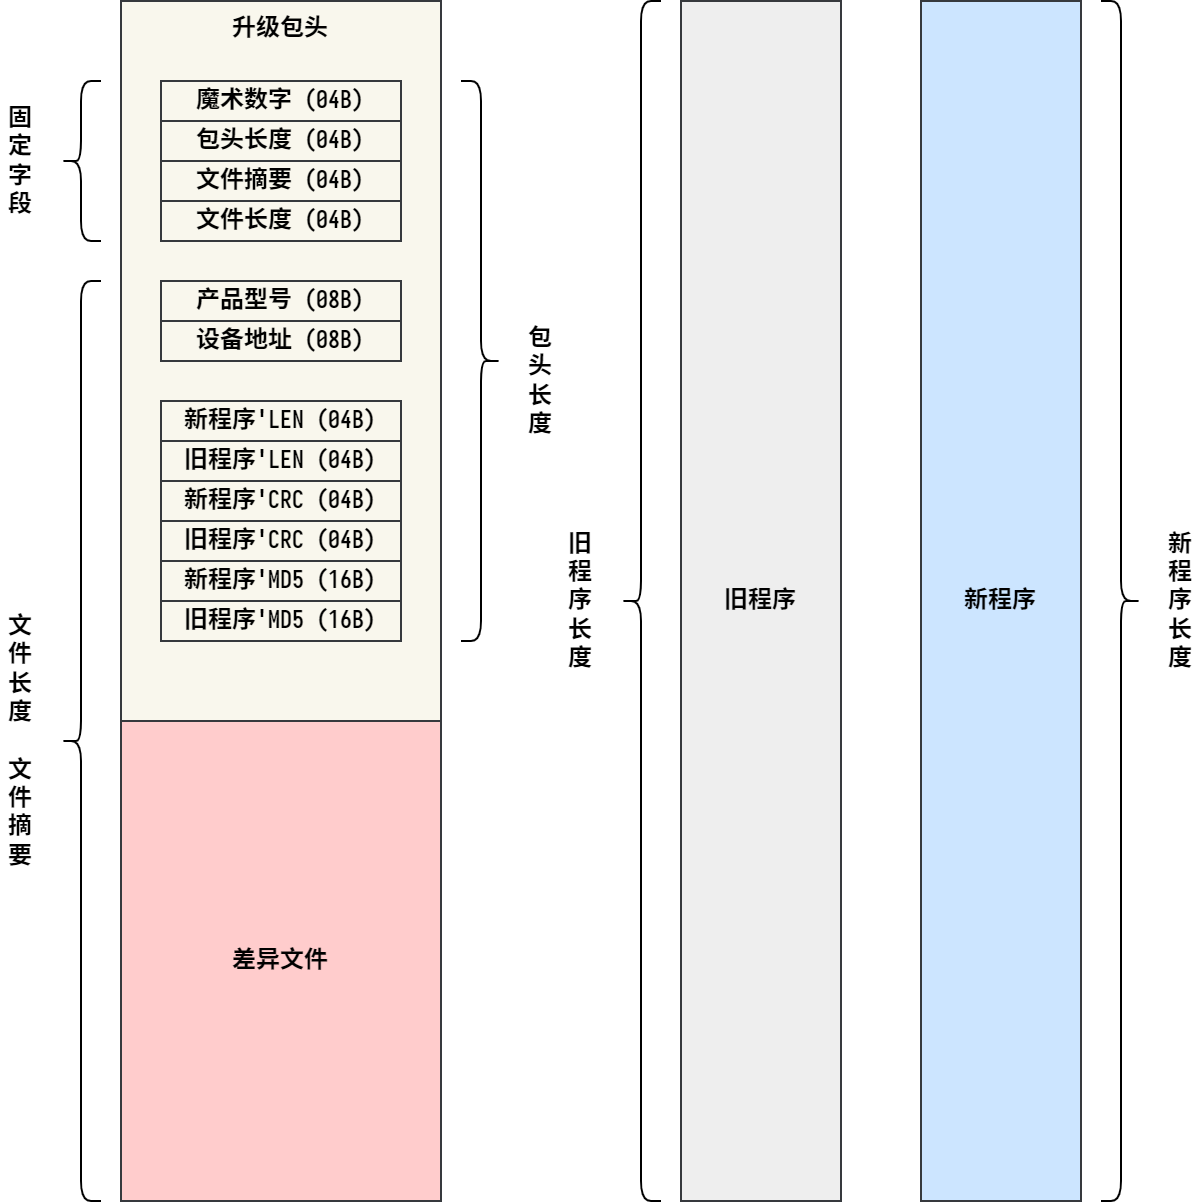 升级包头
固定字段
魔术数字 (04B)
包头长度 (04B)
文件摘要 (04B)
文件长度 (04B)
产品型号 (08B)
设备地址 (08B)
新程序'LEN (04B)
旧程序'LEN (04B)
新程序'CRC (04B)
旧程序'CRC (04B)
新程序'MD5 (16B)
旧程序'MD5 (16B)
包头长度
文件长度
文件摘要
差异文件
旧程序长度
旧程序
新程序
新程序长度